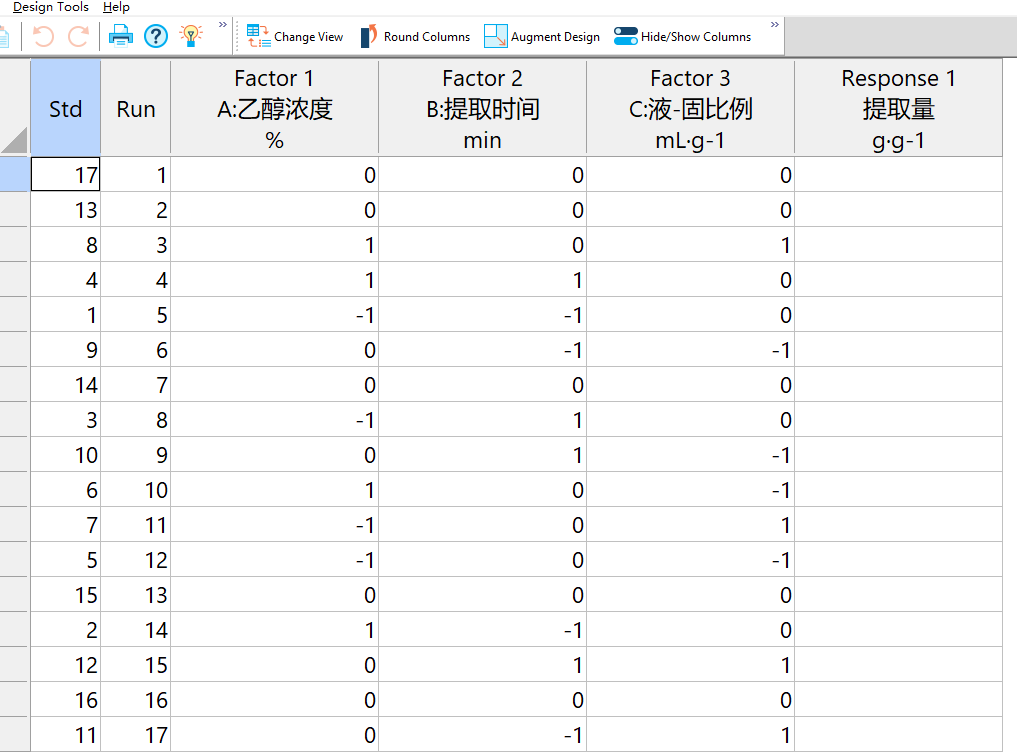 Design Tools Help
» Change View Round Columns Augment Design Hide/Show Columns »
Factor 1 Factor 2 Factor 3 Response 1
Std Run A:乙醇浓度 B:提取时间 C:液-固比例 提取量
% min mL·g-1 g·g-1
17 1 0 0 0
13 2 0 0 0
8 3 1 0 1
4 4 1 1 0
1 5 -1 -1 0
9 6 0 -1 -1
14 7 0 0 0
3 8 -1 1 0
10 9 0 1 -1
6 10 1 0 -1
7 11 -1 0 1
5 12 -1 0 -1
15 13 0 0 0
2 14 1 -1 0
12 15 0 1 1
16 16 0 0 0
11 17 0 -1 1